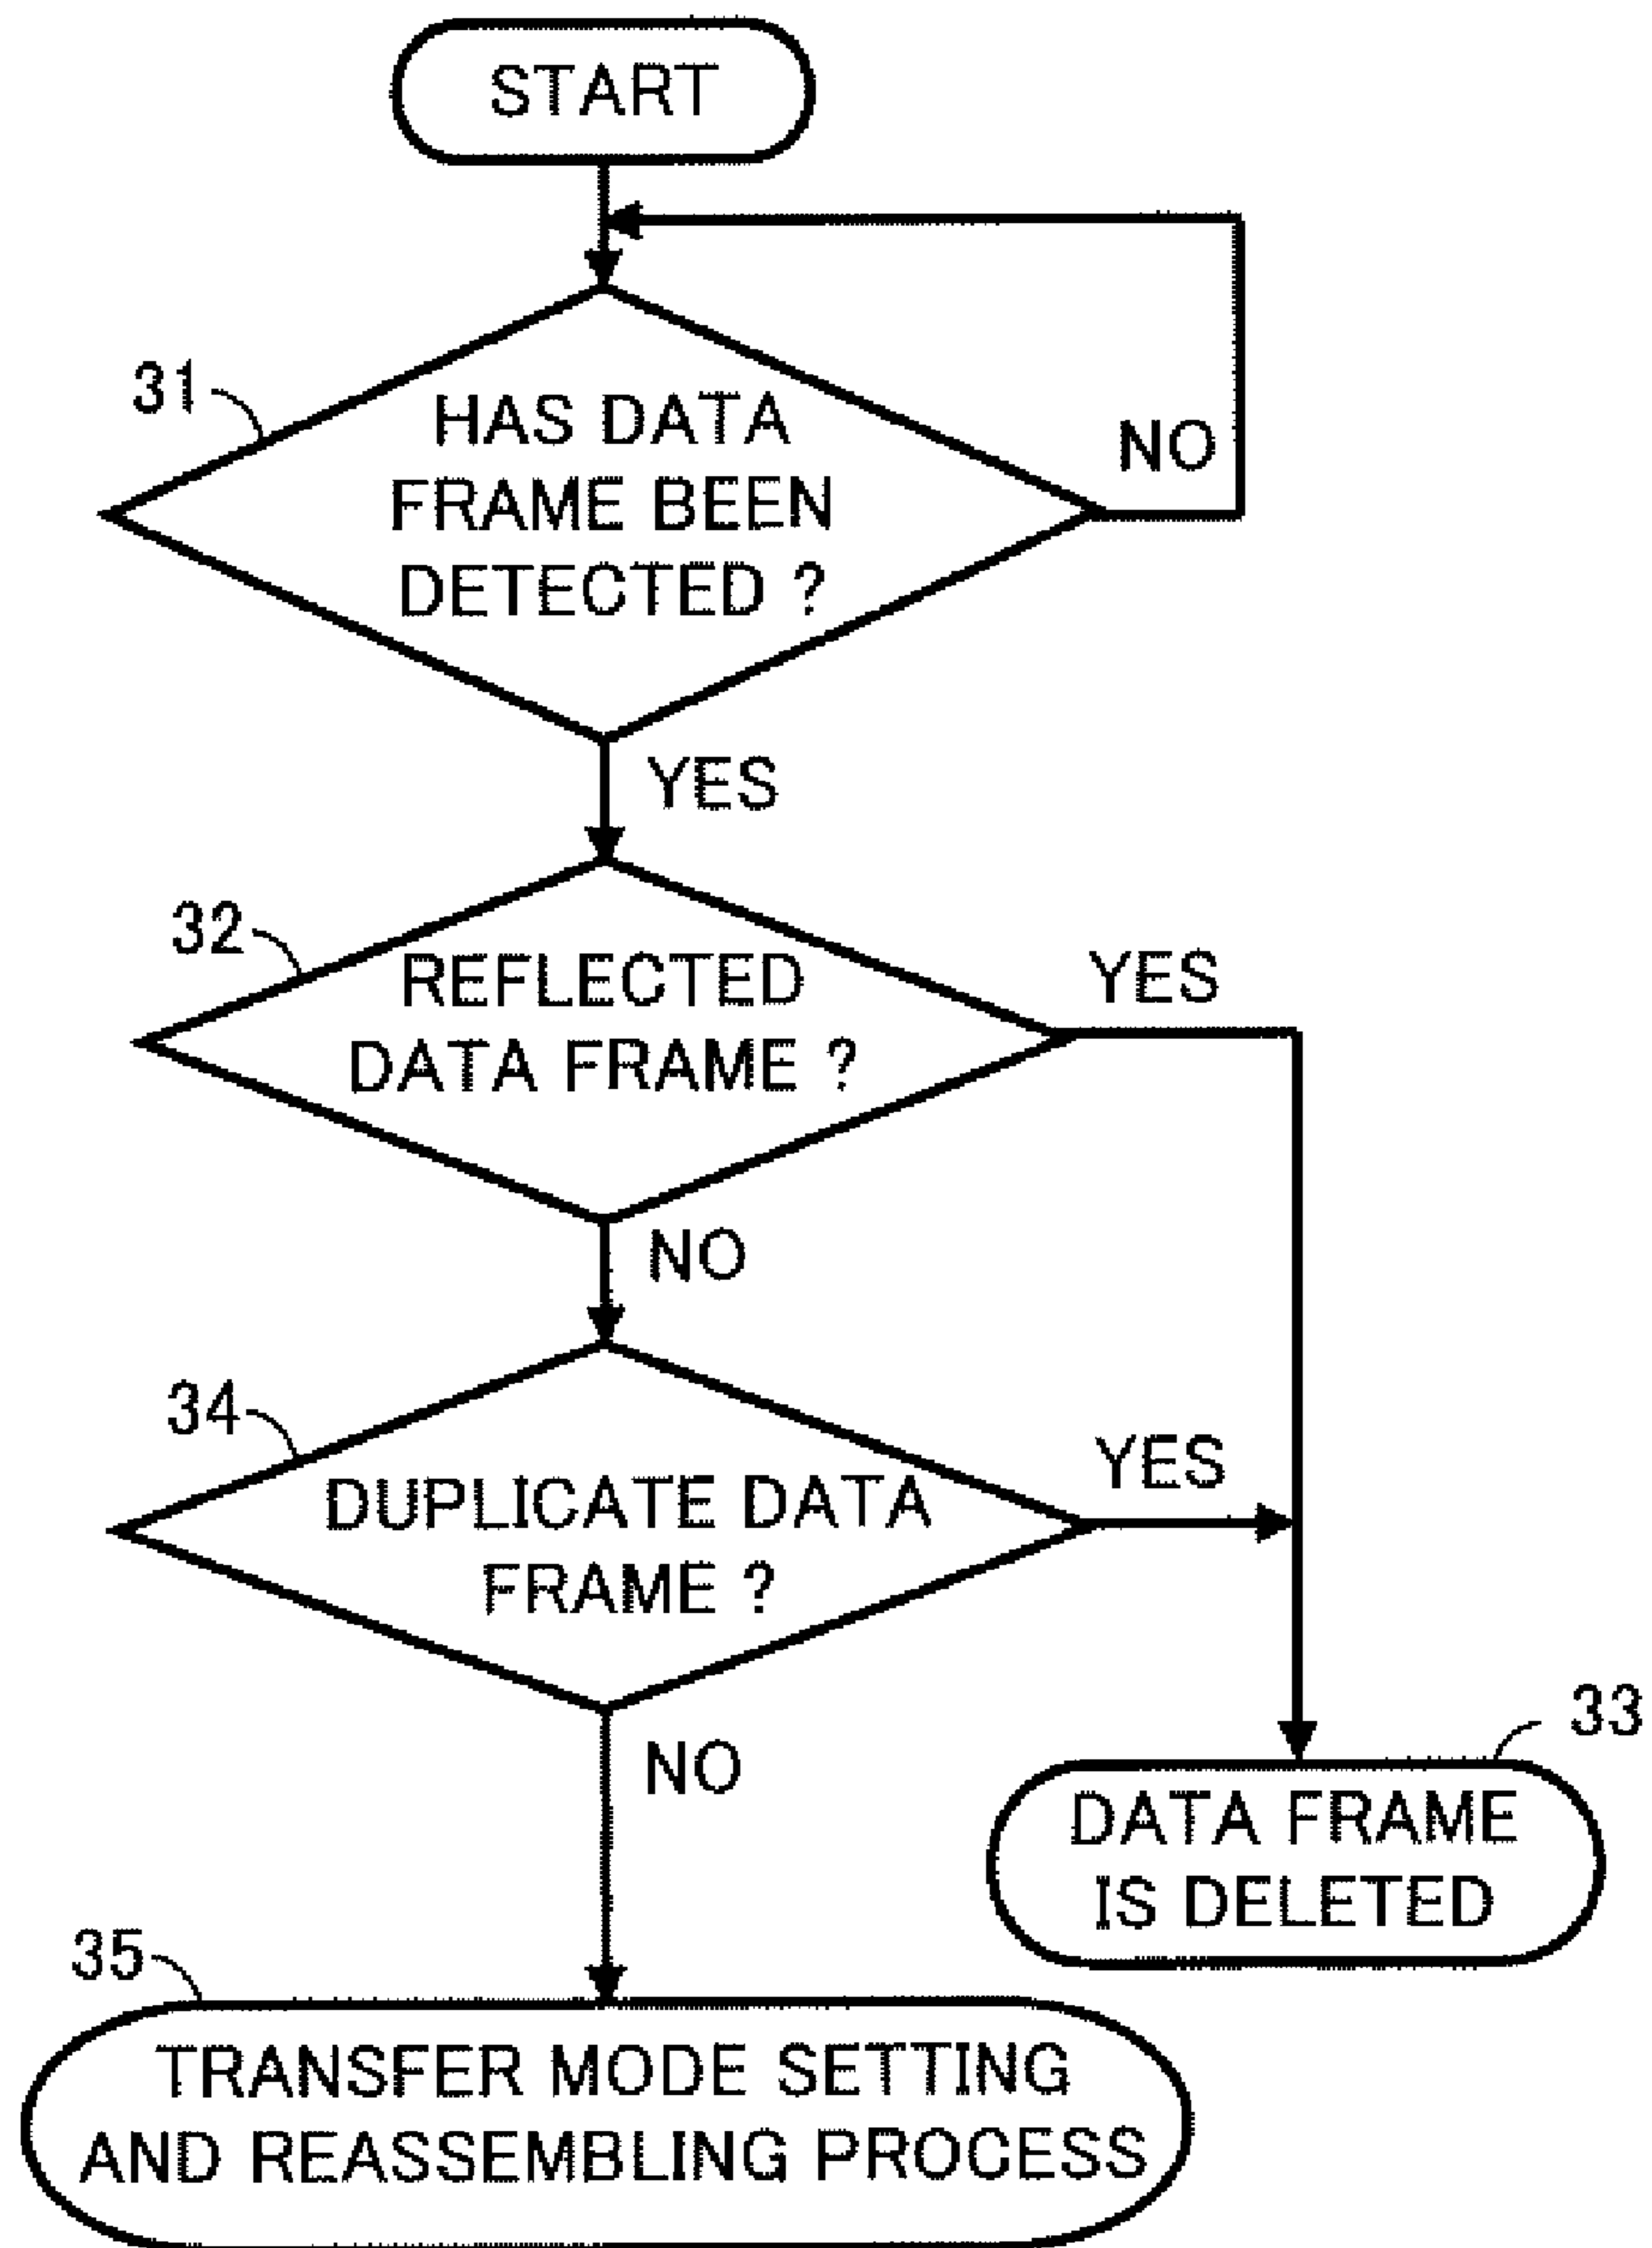 START
31
HAS DATA
FRAME BEEN
DETECTED ?
NO
YES
32
REFLECTED
DATA FRAME ?
YES
NO
34
DUPLICATE DATA
FRAME ?
YES
NO
33
DATA FRAME
IS DELETED
35
TRANSFER MODE SETTING
AND REASSEMBLING PROCESS